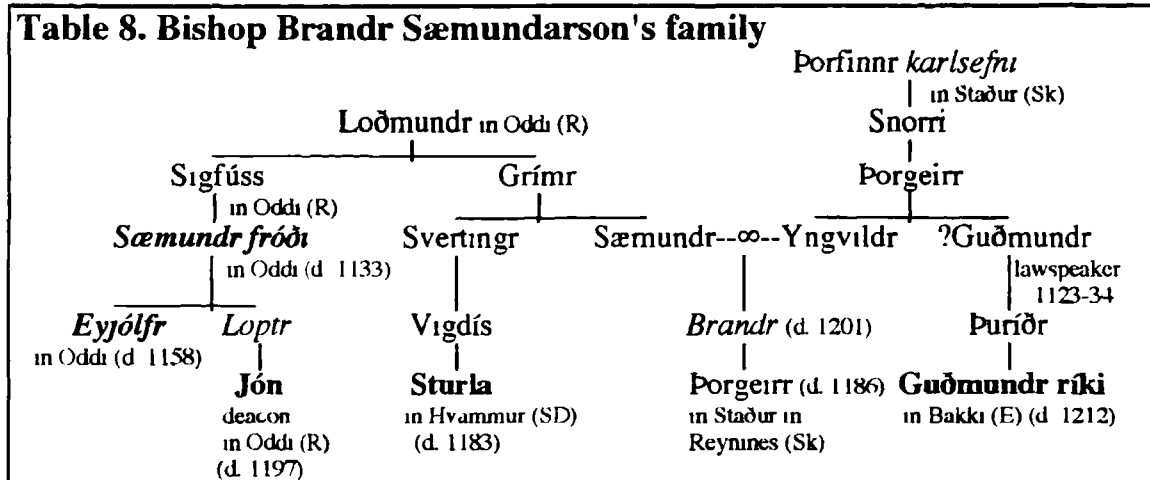 Table 8. Bishop Brandr Sæmundarson's family
Þorfinnr karlsefni
in Staður (Sk)
Loðmundr in Oddi (R)
Snorri
Sigfúss Grímr Þorgeirr
in Oddi (R)
Sæmundr fróði Svertingr Sæmundr--∞--Yngvildr ?Guðmundr
in Oddi (d 1133)
lawspeaker
1123-34
Eyjólfr Loptr Vigdís Brandr (d. 1201) Þuríðr
in Oddi (d 1158)
Jón Sturla Þorgeirr (d. 1186) Guðmundr ríki
deacon in Hvammur (SD) in Staður in in Bakki (E) (d 1212)
in Oddi (R) (d. 1183) Reynines (Sk)
(d. 1197)